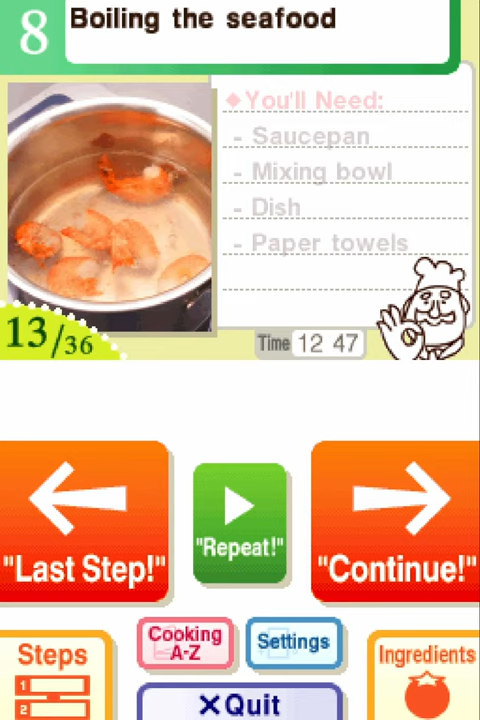 8
Boiling the seafood
◆You'll Need:
- Saucepan
- Mixing bowl
- Dish
- Paper towels
13/36
Time 12 47
"Last Step!"
"Repeat!"
"Continue!"
Cooking
A-Z
Settings
Steps
1
2
Ingredients
×Quit